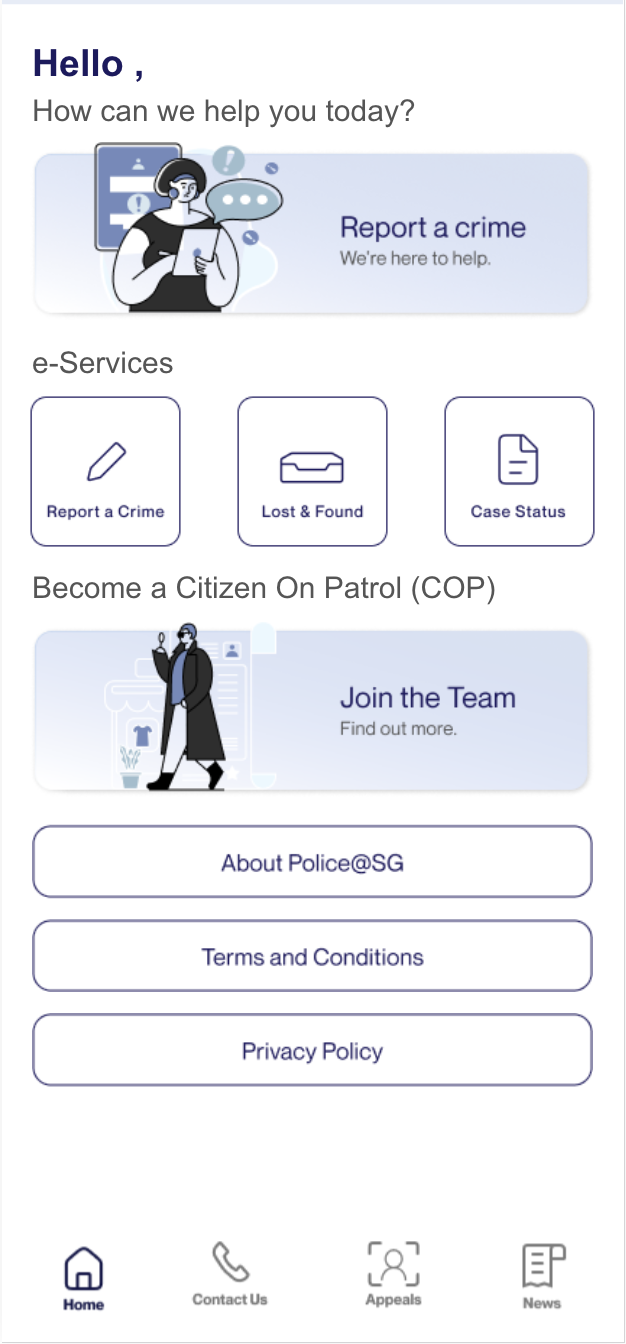 Hello ,
How can we help you today?
Report a crime
We're here to help.
e-Services
Report a Crime
Lost & Found
Case Status
Become a Citizen On Patrol (COP)
Join the Team
Find out more.
About Police@SG
Terms and Conditions
Privacy Policy
Home
Contact Us
Appeals
News